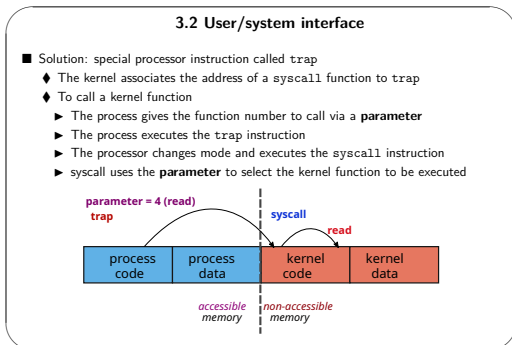 3.2 User/system interface
■ Solution: special processor instruction called trap
♦ The kernel associates the address of a syscall function to trap
♦ To call a kernel function
► The process gives the function number to call via a parameter
► The process executes the trap instruction
► The processor changes mode and executes the syscall instruction
► syscall uses the parameter to select the kernel function to be executed
parameter = 4 (read)
trap
syscall
read
process code
process data
kernel code
kernel data
accessible memory
non-accessible memory